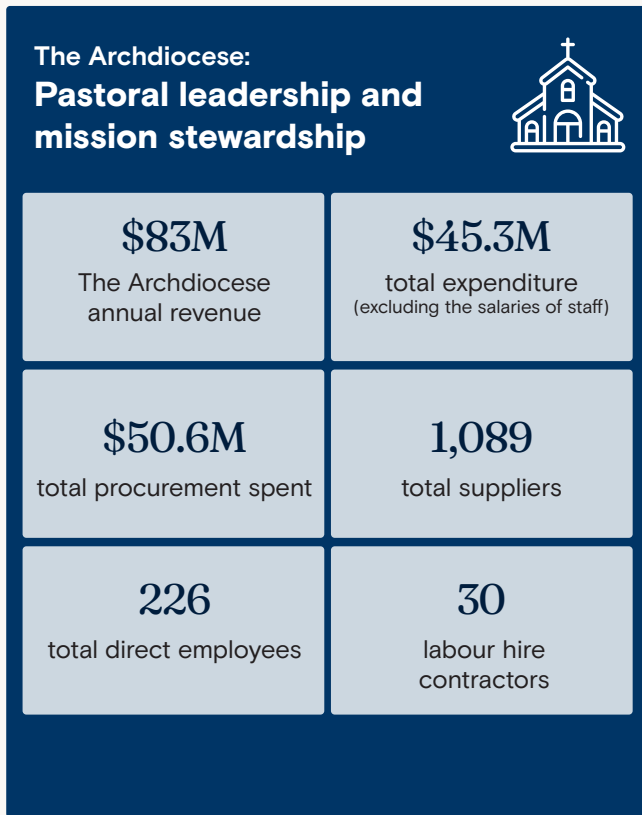 The Archdiocese:
Pastoral leadership and
mission stewardship
$83M
The Archdiocese
annual revenue
$45.3M
total expenditure
(excluding the salaries of staff)
$50.6M
total procurement spent
1,089
total suppliers
226
total direct employees
30
labour hire
contractors